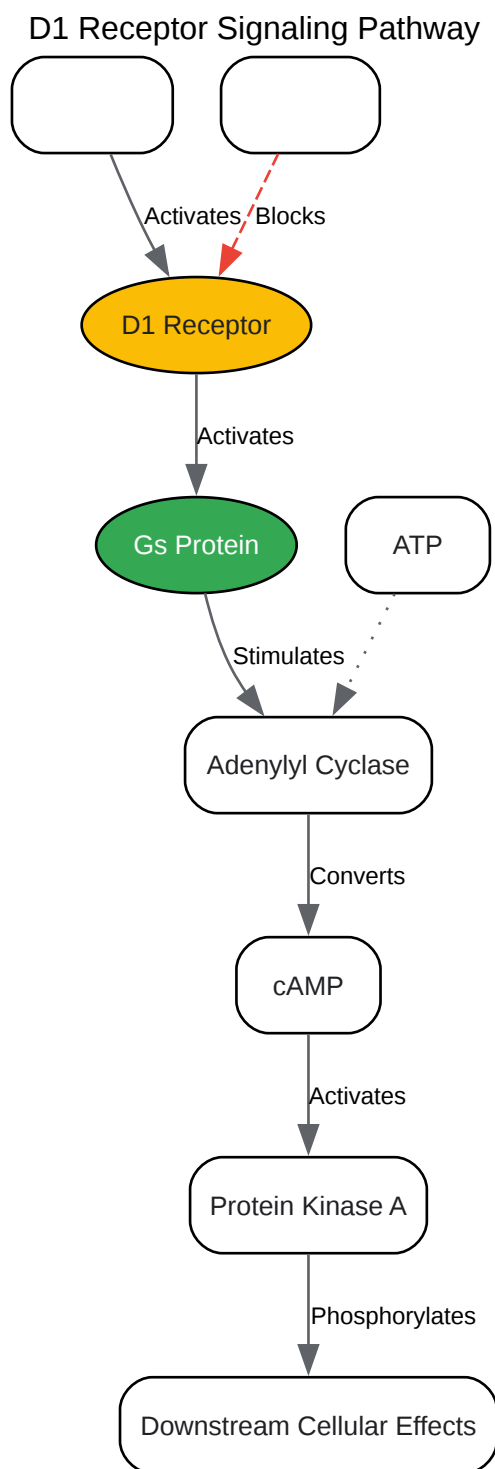 D1 Receptor Signaling Pathway
Activates
Blocks
D1 Receptor
Activates
Gs Protein
ATP
Stimulates
Adenylyl Cyclase
Converts
cAMP
Activates
Protein Kinase A
Phosphorylates
Downstream Cellular Effects